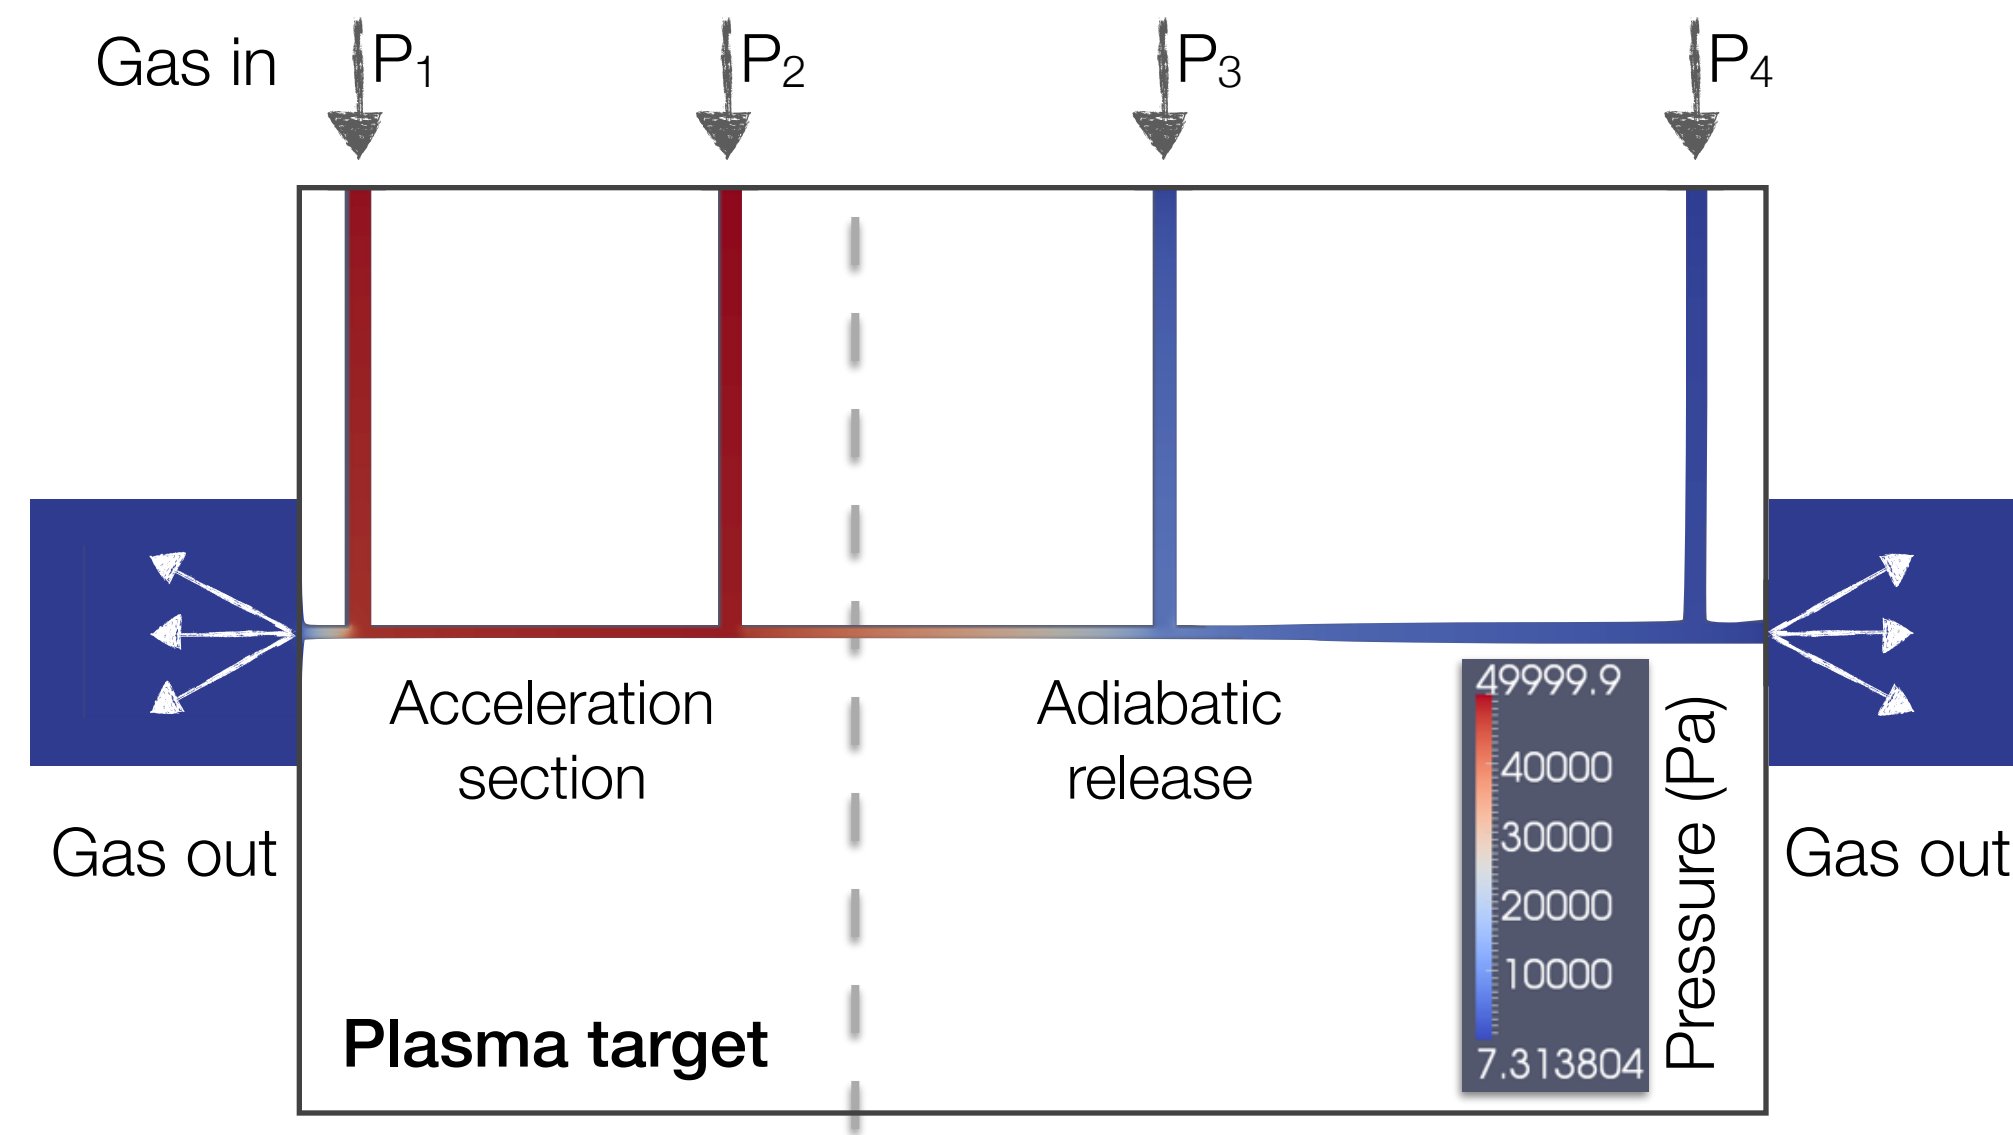 Gas in
P₁
P₂
P₃
P₄
Acceleration
section
Adiabatic
release
49999.9
40000
30000
20000
10000
7.313804
Pressure (Pa)
Gas out
Gas out
Plasma target